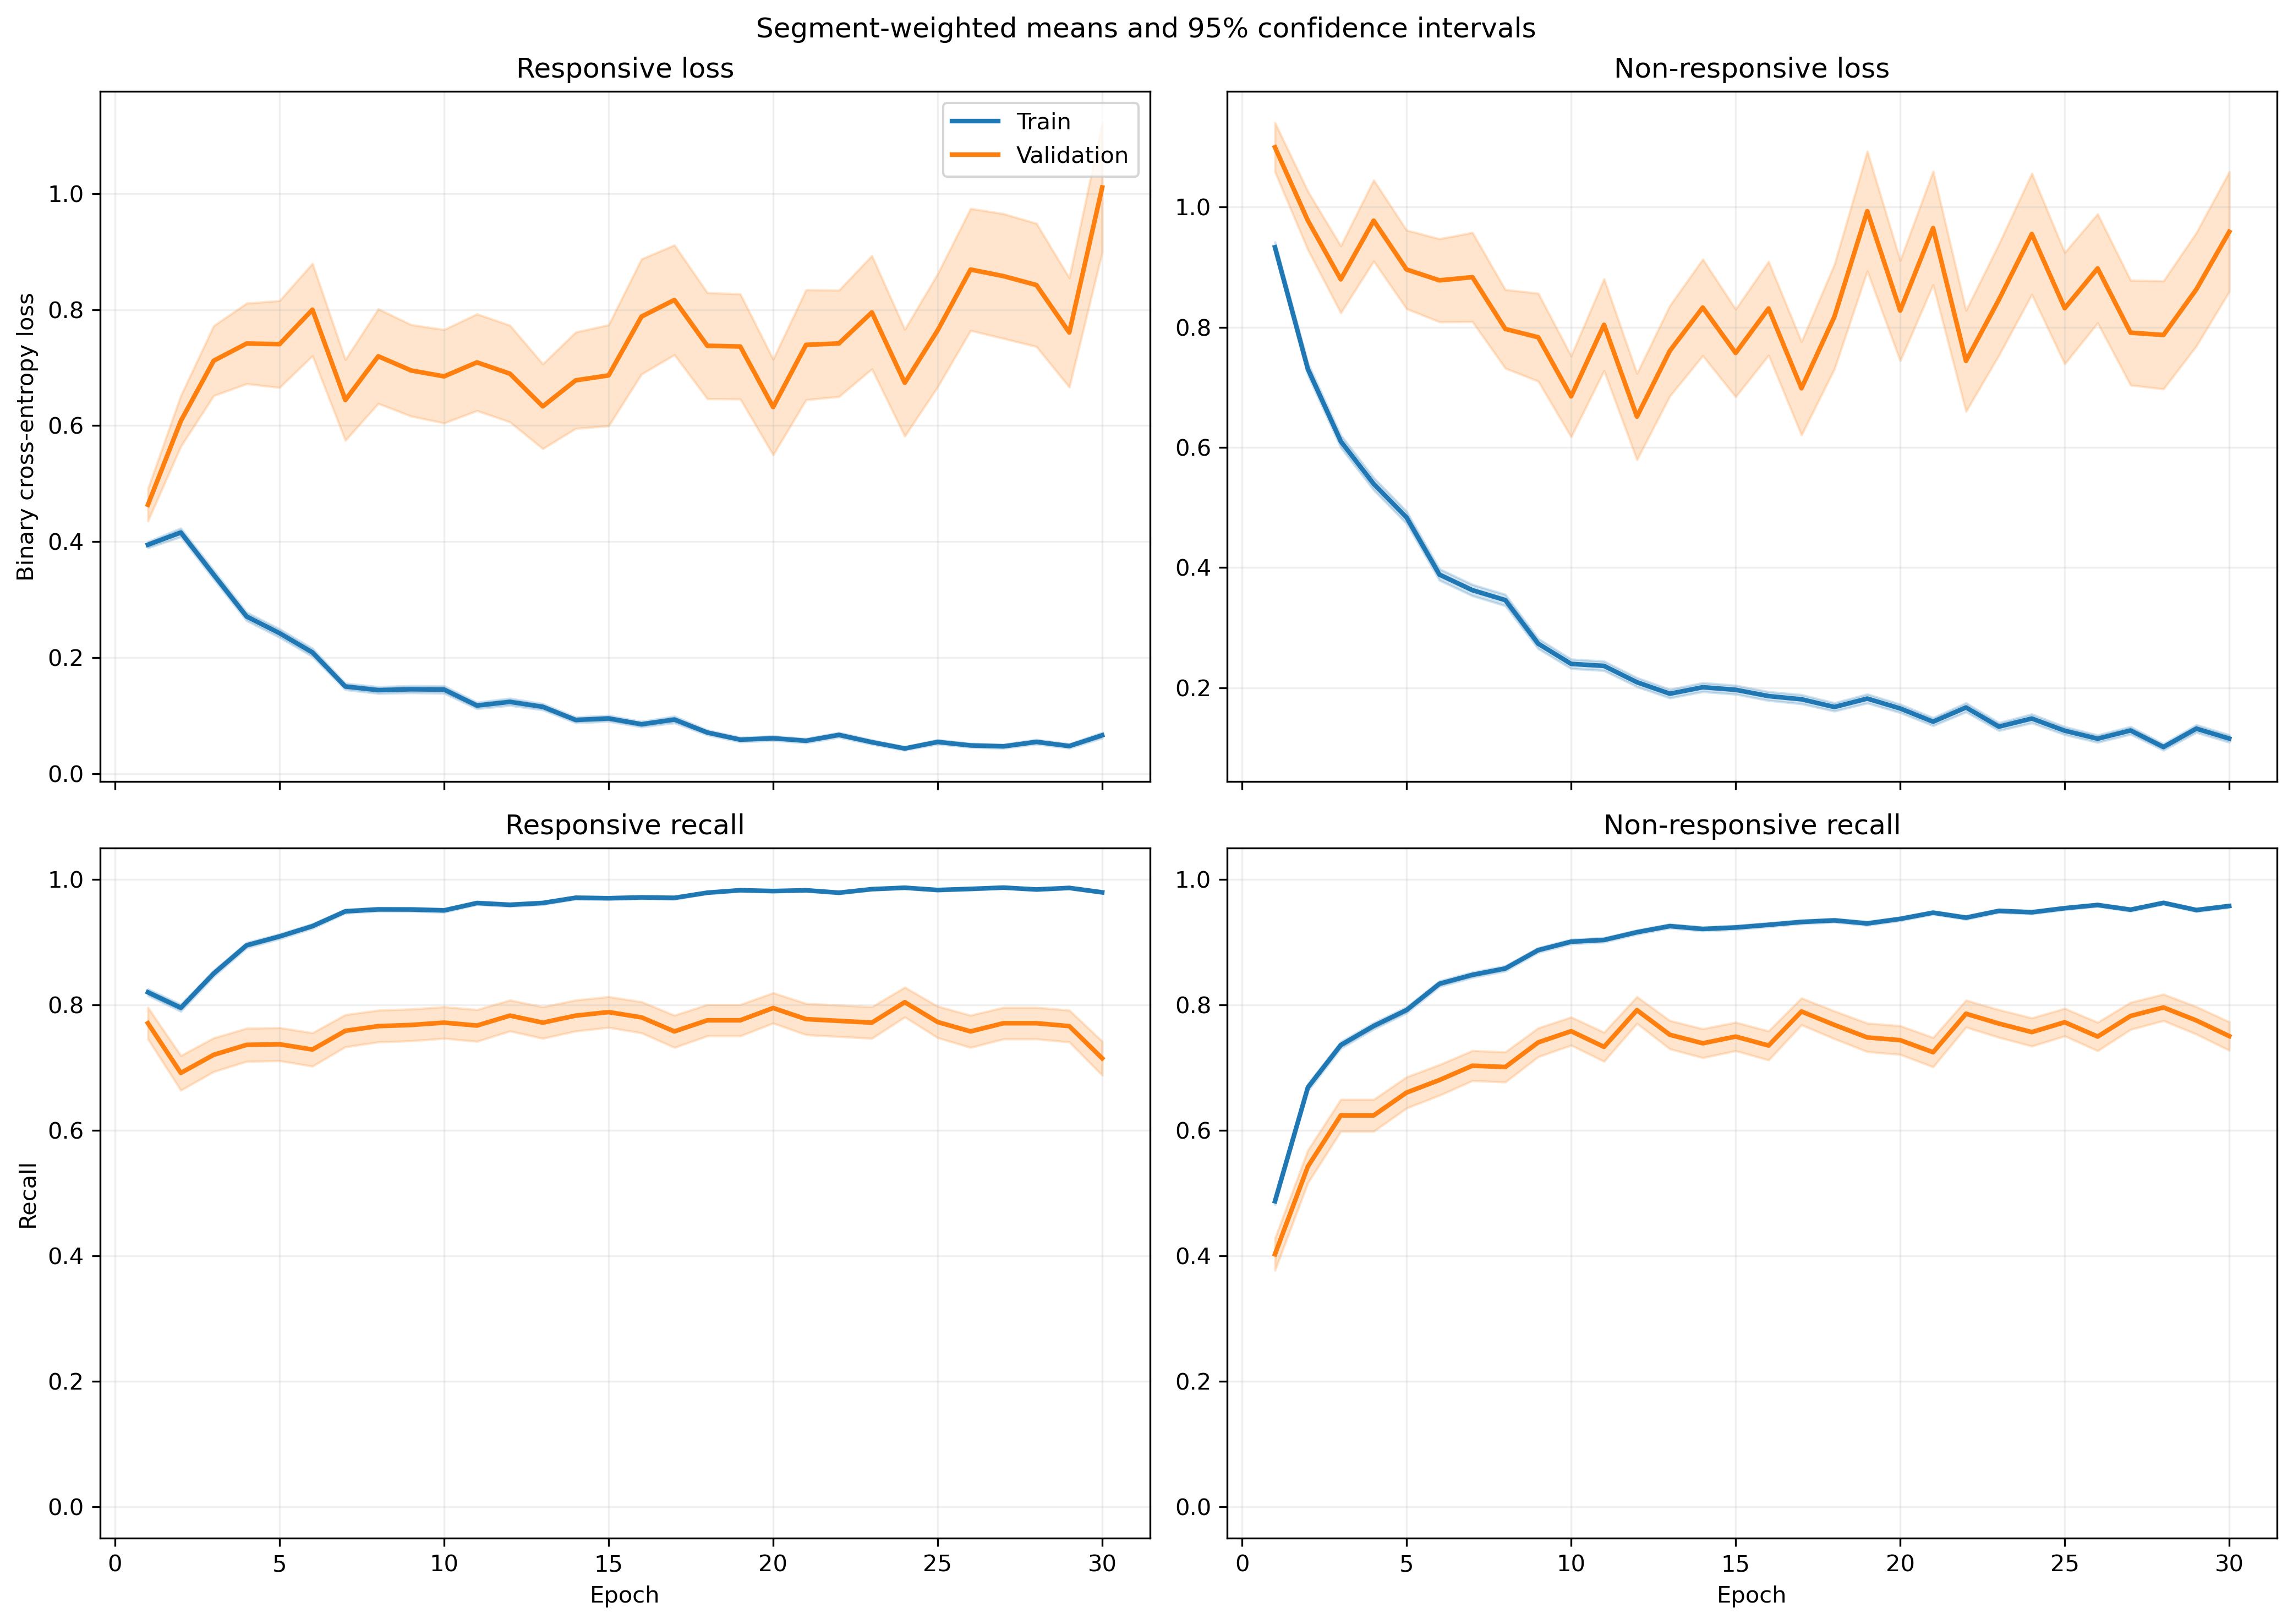 Segment-weighted means and 95% confidence intervals
Responsive loss
Non-responsive loss
Train
Validation
Binary cross-entropy loss
1.0
0.8
0.6
0.4
0.2
0.0
1.0
0.8
0.6
0.4
0.2
Responsive recall
Non-responsive recall
Recall
1.0
0.8
0.6
0.4
0.2
0.0
1.0
0.8
0.6
0.4
0.2
0.0
0 5 10 15 20 25 30
0 5 10 15 20 25 30
Epoch
Epoch